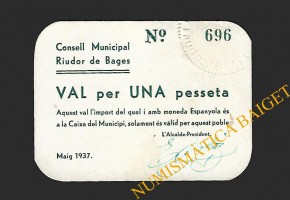 Consell Municipal
Riudor de Bages
Nº 696
VAL per UNA pesseta
Aquest val l'import del qual i amb moneda Espanyola és
a la Caixa del Municipi, solament és vàlid per aquest poble
L'Alcalde-President,
Maig 1937.
NUMISMÀTICA BAIGET